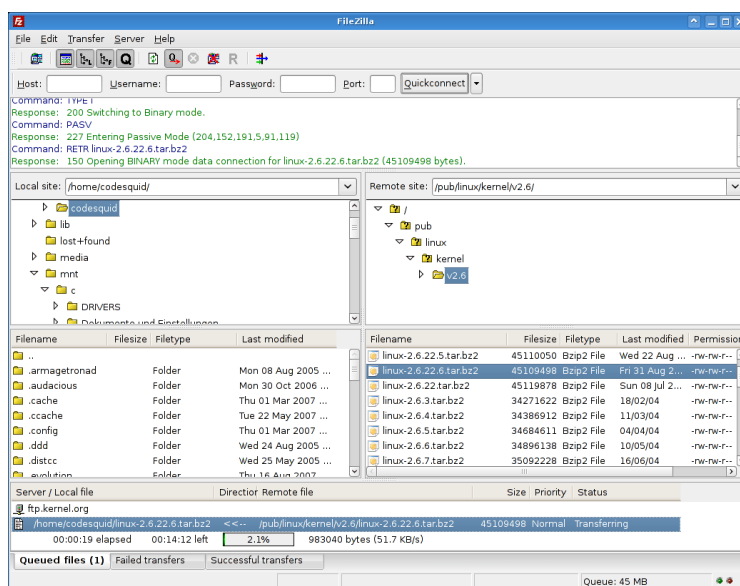 FileZilla
File Edit Transfer Server Help
Host: Username: Password: Port: Quickconnect
Command: TYPE I
Response: 200 Switching to Binary mode.
Command: PASV
Response: 227 Entering Passive Mode (204,152,191,5,91,119)
Command: RETR linux-2.6.22.6.tar.bz2
Response: 150 Opening BINARY mode data connection for linux-2.6.22.6.tar.bz2 (45109498 bytes).
Local site: /home/codesquid/
codesquid
lib
lost+found
media
mnt
c
DRIVERS
Dokumente und Einstellungen
Remote site: /pub/linux/kernel/v2.6/
/
pub
linux
kernel
v2.6
Filename Filesize Filetype Last modified
..
.armagetronad Folder Mon 08 Aug 2005 ...
.audacious Folder Mon 30 Oct 2006 ...
.cache Folder Thu 01 Mar 2007 ...
.ccache Folder Tue 22 May 2007 ...
.config Folder Thu 01 Mar 2007 ...
.ddd Folder Wed 24 Aug 2005 ...
.distcc Folder Wed 25 May 2005 ...
.evolution Folder Thu 16 Aug 2007
Filename Filesize Filetype Last modified Permission
linux-2.6.22.5.tar.bz2 45110050 Bzip2 File Wed 22 Aug ... -rw-rw-r--
linux-2.6.22.6.tar.bz2 45109498 Bzip2 File Fri 31 Aug 2... -rw-rw-r--
linux-2.6.22.tar.bz2 45119878 Bzip2 File Sun 08 Jul 2... -rw-rw-r--
linux-2.6.3.tar.bz2 34271622 Bzip2 File 18/02/04 -rw-rw-r--
linux-2.6.4.tar.bz2 34386912 Bzip2 File 11/03/04 -rw-rw-r--
linux-2.6.5.tar.bz2 34684611 Bzip2 File 04/04/04 -rw-rw-r--
linux-2.6.6.tar.bz2 34896138 Bzip2 File 10/05/04 -rw-rw-r--
linux-2.6.7.tar.bz2 35092228 Bzip2 File 16/06/04 -rw-rw-r--
Server / Local file Direction Remote file Size Priority Status
ftp.kernel.org
/home/codesquid/linux-2.6.22.6.tar.bz2 <<-- /pub/linux/kernel/v2.6/linux-2.6.22.6.tar.bz2 45109498 Normal Transferring
00:00:19 elapsed 00:14:12 left 2.1% 983040 bytes (51.7 KB/s)
Queued files (1) Failed transfers Successful transfers
Queue: 45 MB